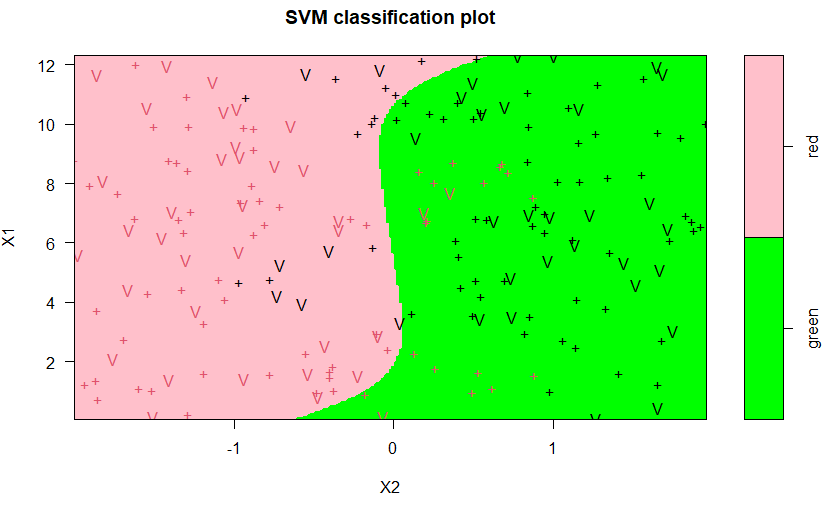 SVM classification plot
12
10
8
6
4
2
X1
-1
0
1
X2
red
green